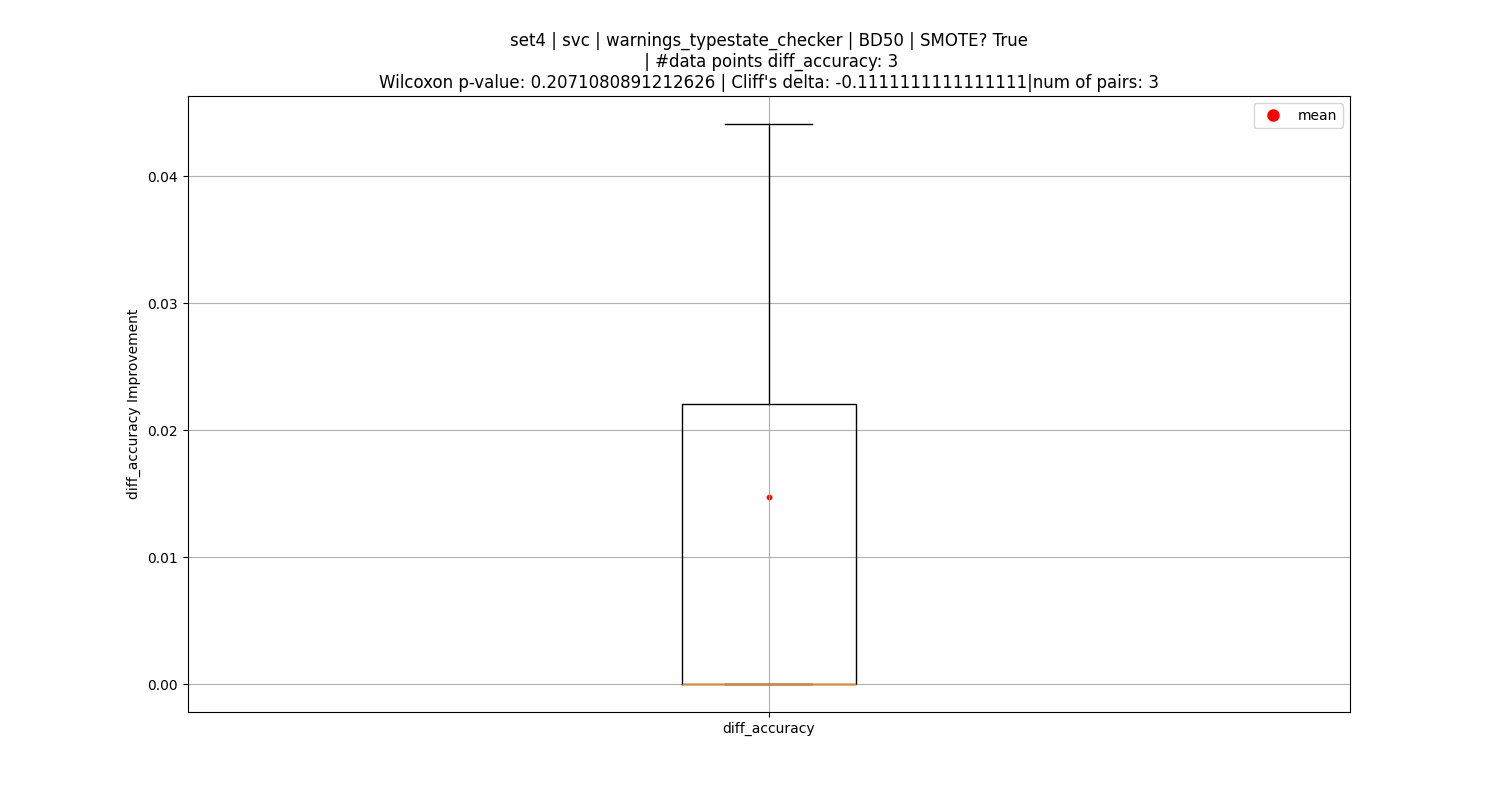 set4 | svc | warnings_typestate_checker | BD50 | SMOTE? True
| #data points diff_accuracy: 3
Wilcoxon p-value: 0.2071080891212626 | Cliff's delta: -0.1111111111111111|num of pairs: 3
mean
0.04
0.03
0.02
0.01
0.00
diff_accuracy Improvement
diff_accuracy